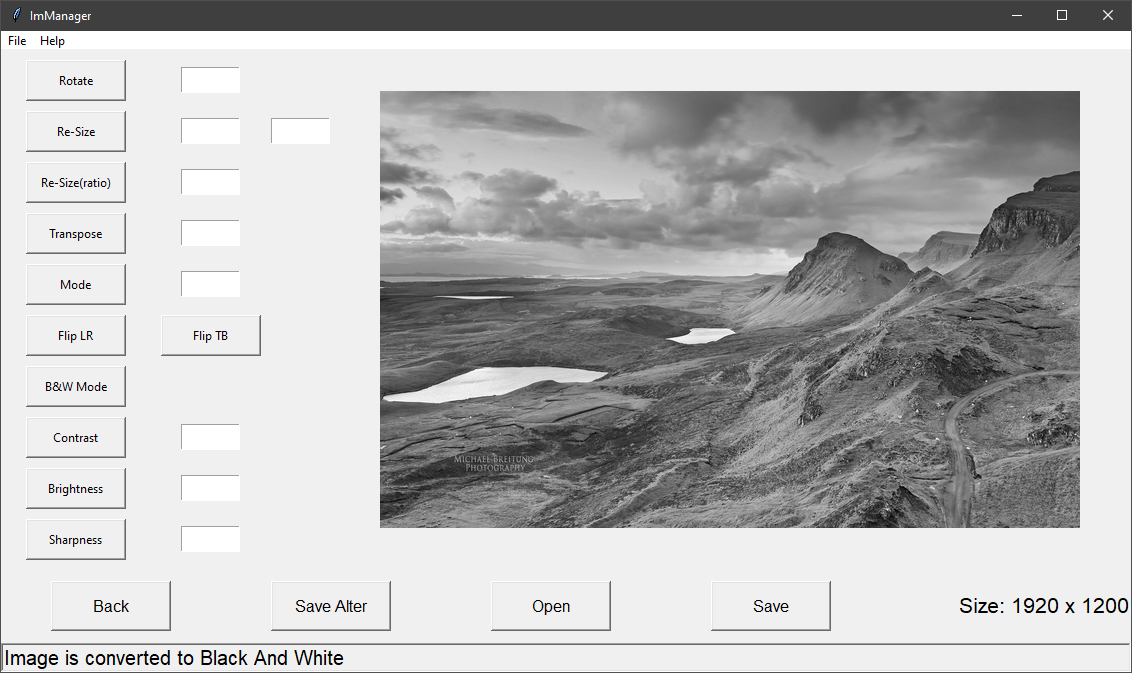 ImManager
File Help
Rotate
Re-Size
Re-Size(ratio)
Transpose
Mode
Flip LR Flip TB
B&W Mode
Contrast
Brightness
Sharpness
MICHAEL BREITUNG
PHOTOGRAPHY
Back Save Alter Open Save Size: 1920 x 1200
Image is converted to Black And White